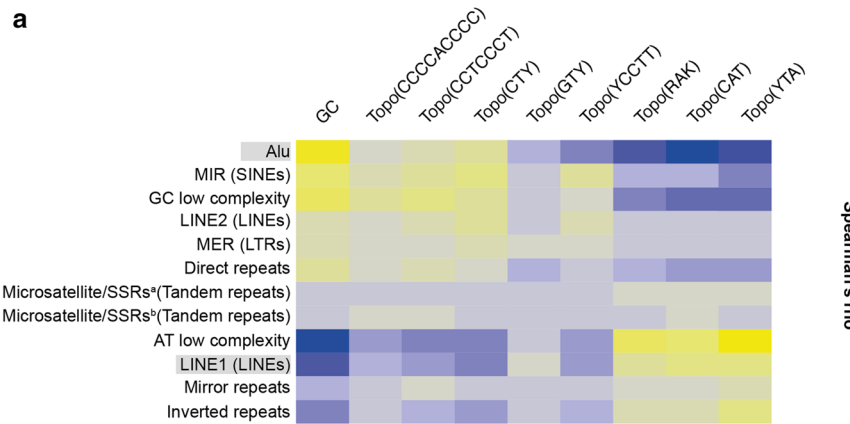 a
GC
Topo(CCCCACCCC)
Topo(CCTCCCT)
Topo(CTY)
Topo(GTY)
Topo(YCCTT)
Topo(RAK)
Topo(CAT)
Topo(YTA)
Alu
MIR (SINEs)
GC low complexity
LINE2 (LINEs)
MER (LTRs)
Direct repeats
Microsatellite/SSRsᵃ(Tandem repeats)
Microsatellite/SSRsᵇ(Tandem repeats)
AT low complexity
LINE1 (LINEs)
Mirror repeats
Inverted repeats
Spearman's rho